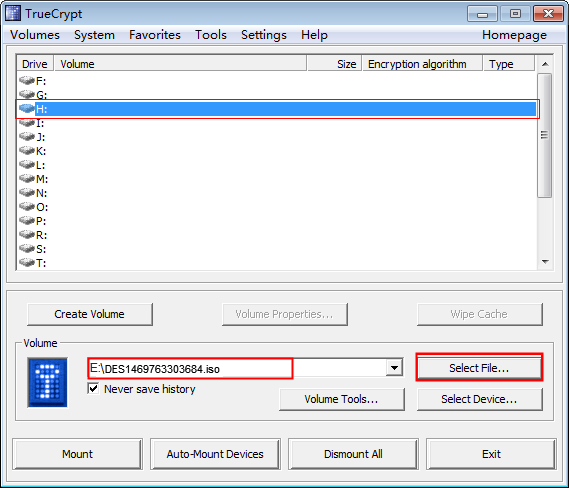 TrueCrypt
Volumes System Favorites Tools Settings Help Homepage
Drive Volume Size Encryption algorithm Type
F:
G:
H:
I:
J:
K:
L:
M:
N:
O:
P:
R:
S:
T:
Create Volume Volume Properties... Wipe Cache
Volume
E:\DES1469763303684.iso Select File...
Never save history
Volume Tools... Select Device...
Mount Auto-Mount Devices Dismount All Exit